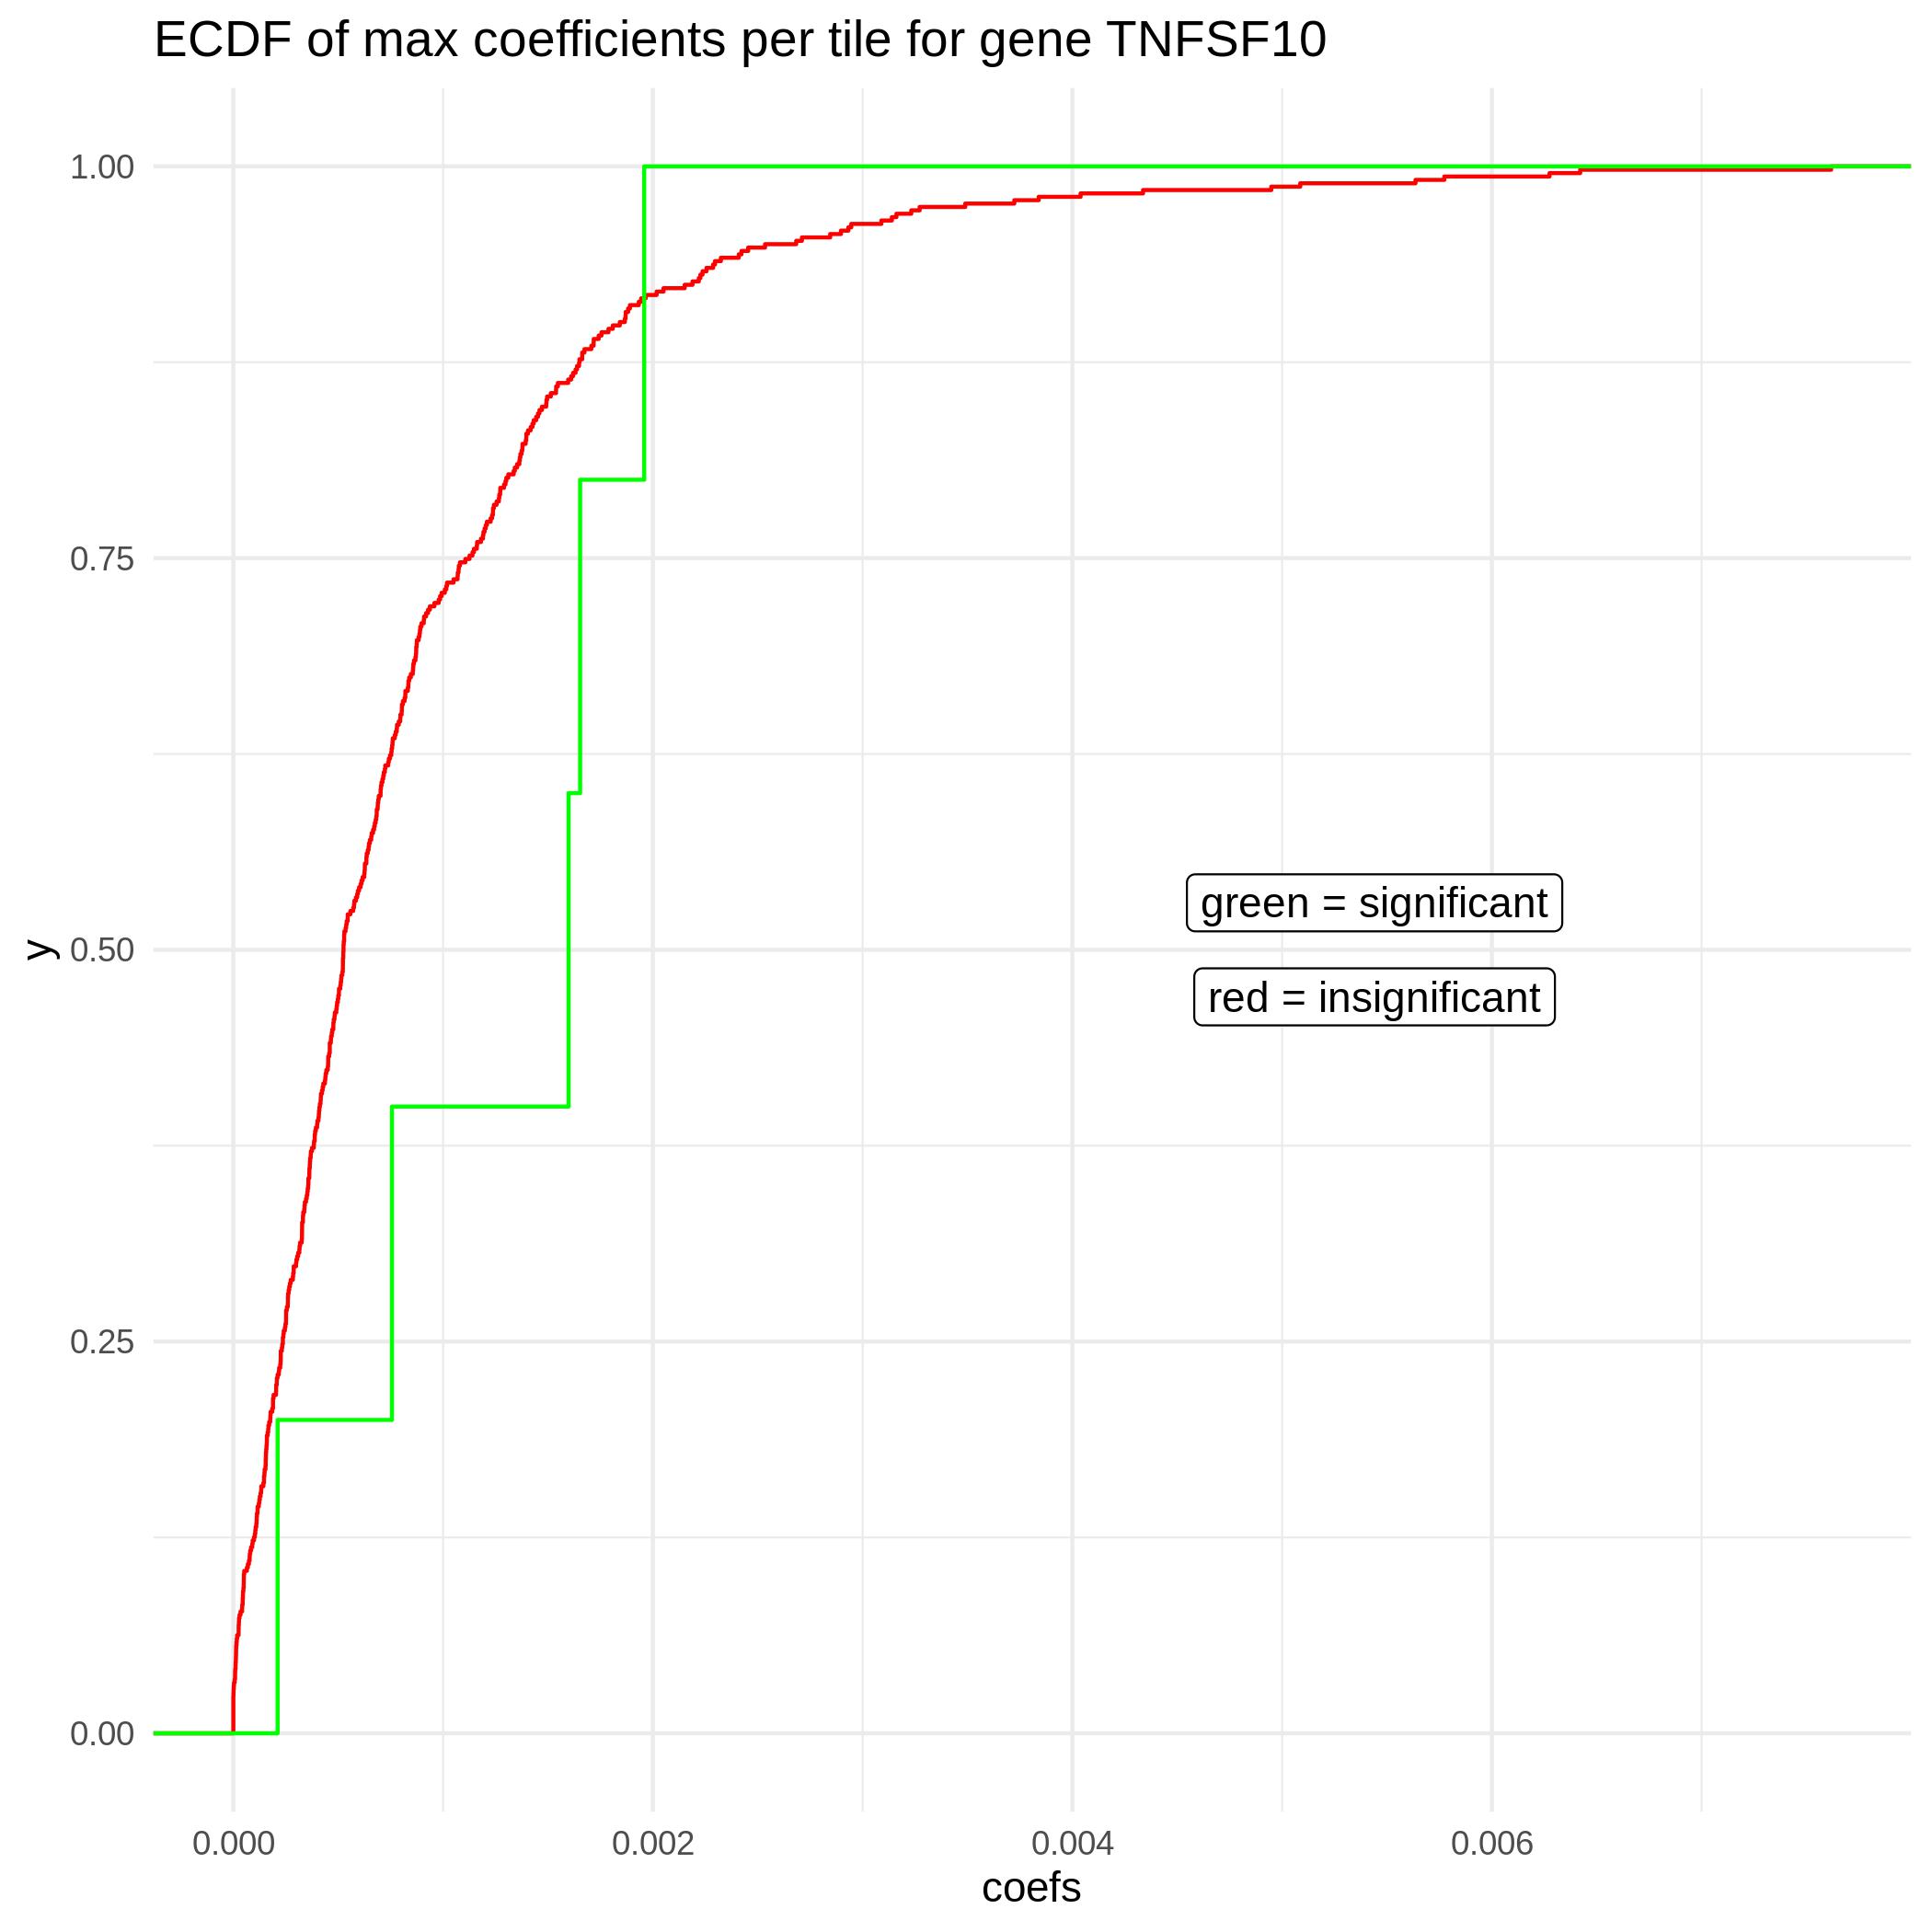 ECDF of max coefficients per tile for gene TNFSF10
1.00
0.75
0.50
0.25
0.00
y
green = significant
red = insignificant
0.000 0.002 0.004 0.006
coefs